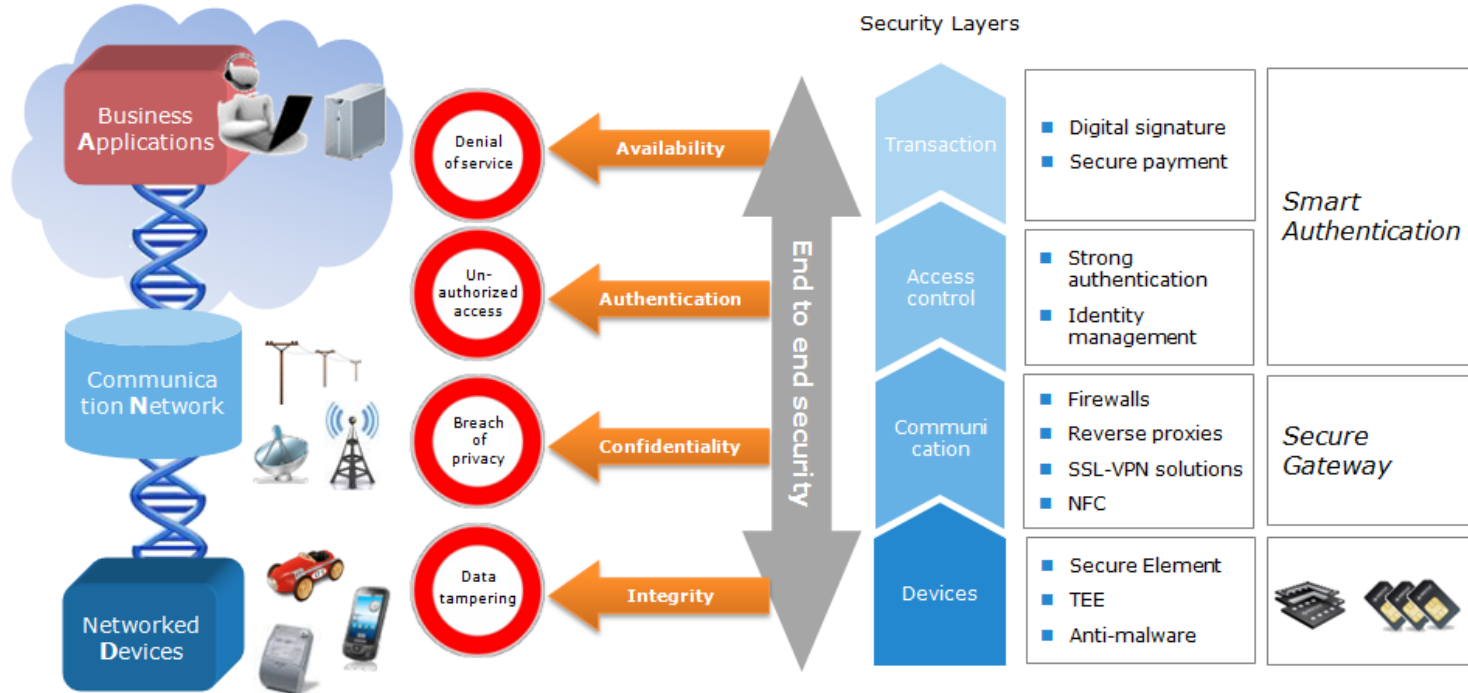 Security Layers
Business
Applications
Communica
tion Network
Networked
Devices
Denial
of service
Un-
authorized
access
Breach
of
privacy
Data
tampering
Availability
Authentication
Confidentiality
Integrity
End to end security
Transaction
Access
control
Communi
cation
Devices
Digital signature
Secure payment
Strong
authentication
Identity
management
Firewalls
Reverse proxies
SSL-VPN solutions
NFC
Secure Element
TEE
Anti-malware
Smart
Authentication
Secure
Gateway